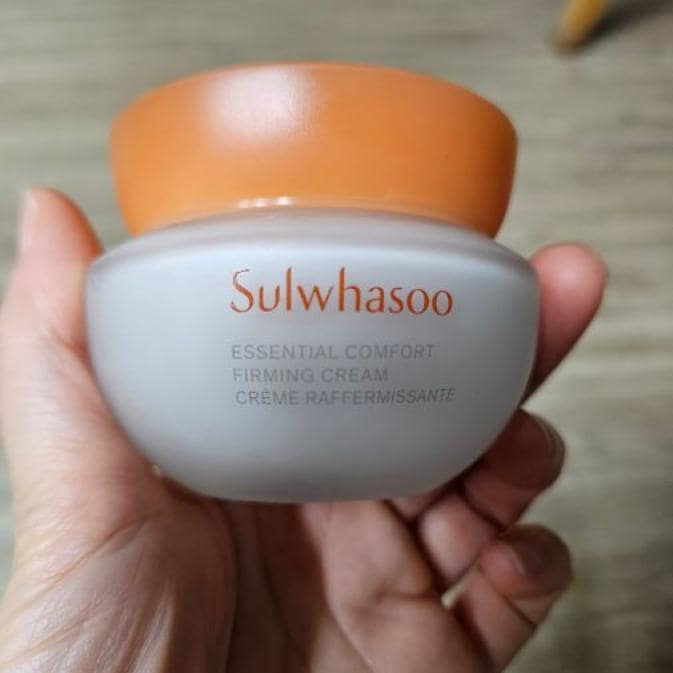 Sulwhasoo
ESSENTIAL COMFORT
FIRMING CREAM
CRÈME RAFFERMISSANTE